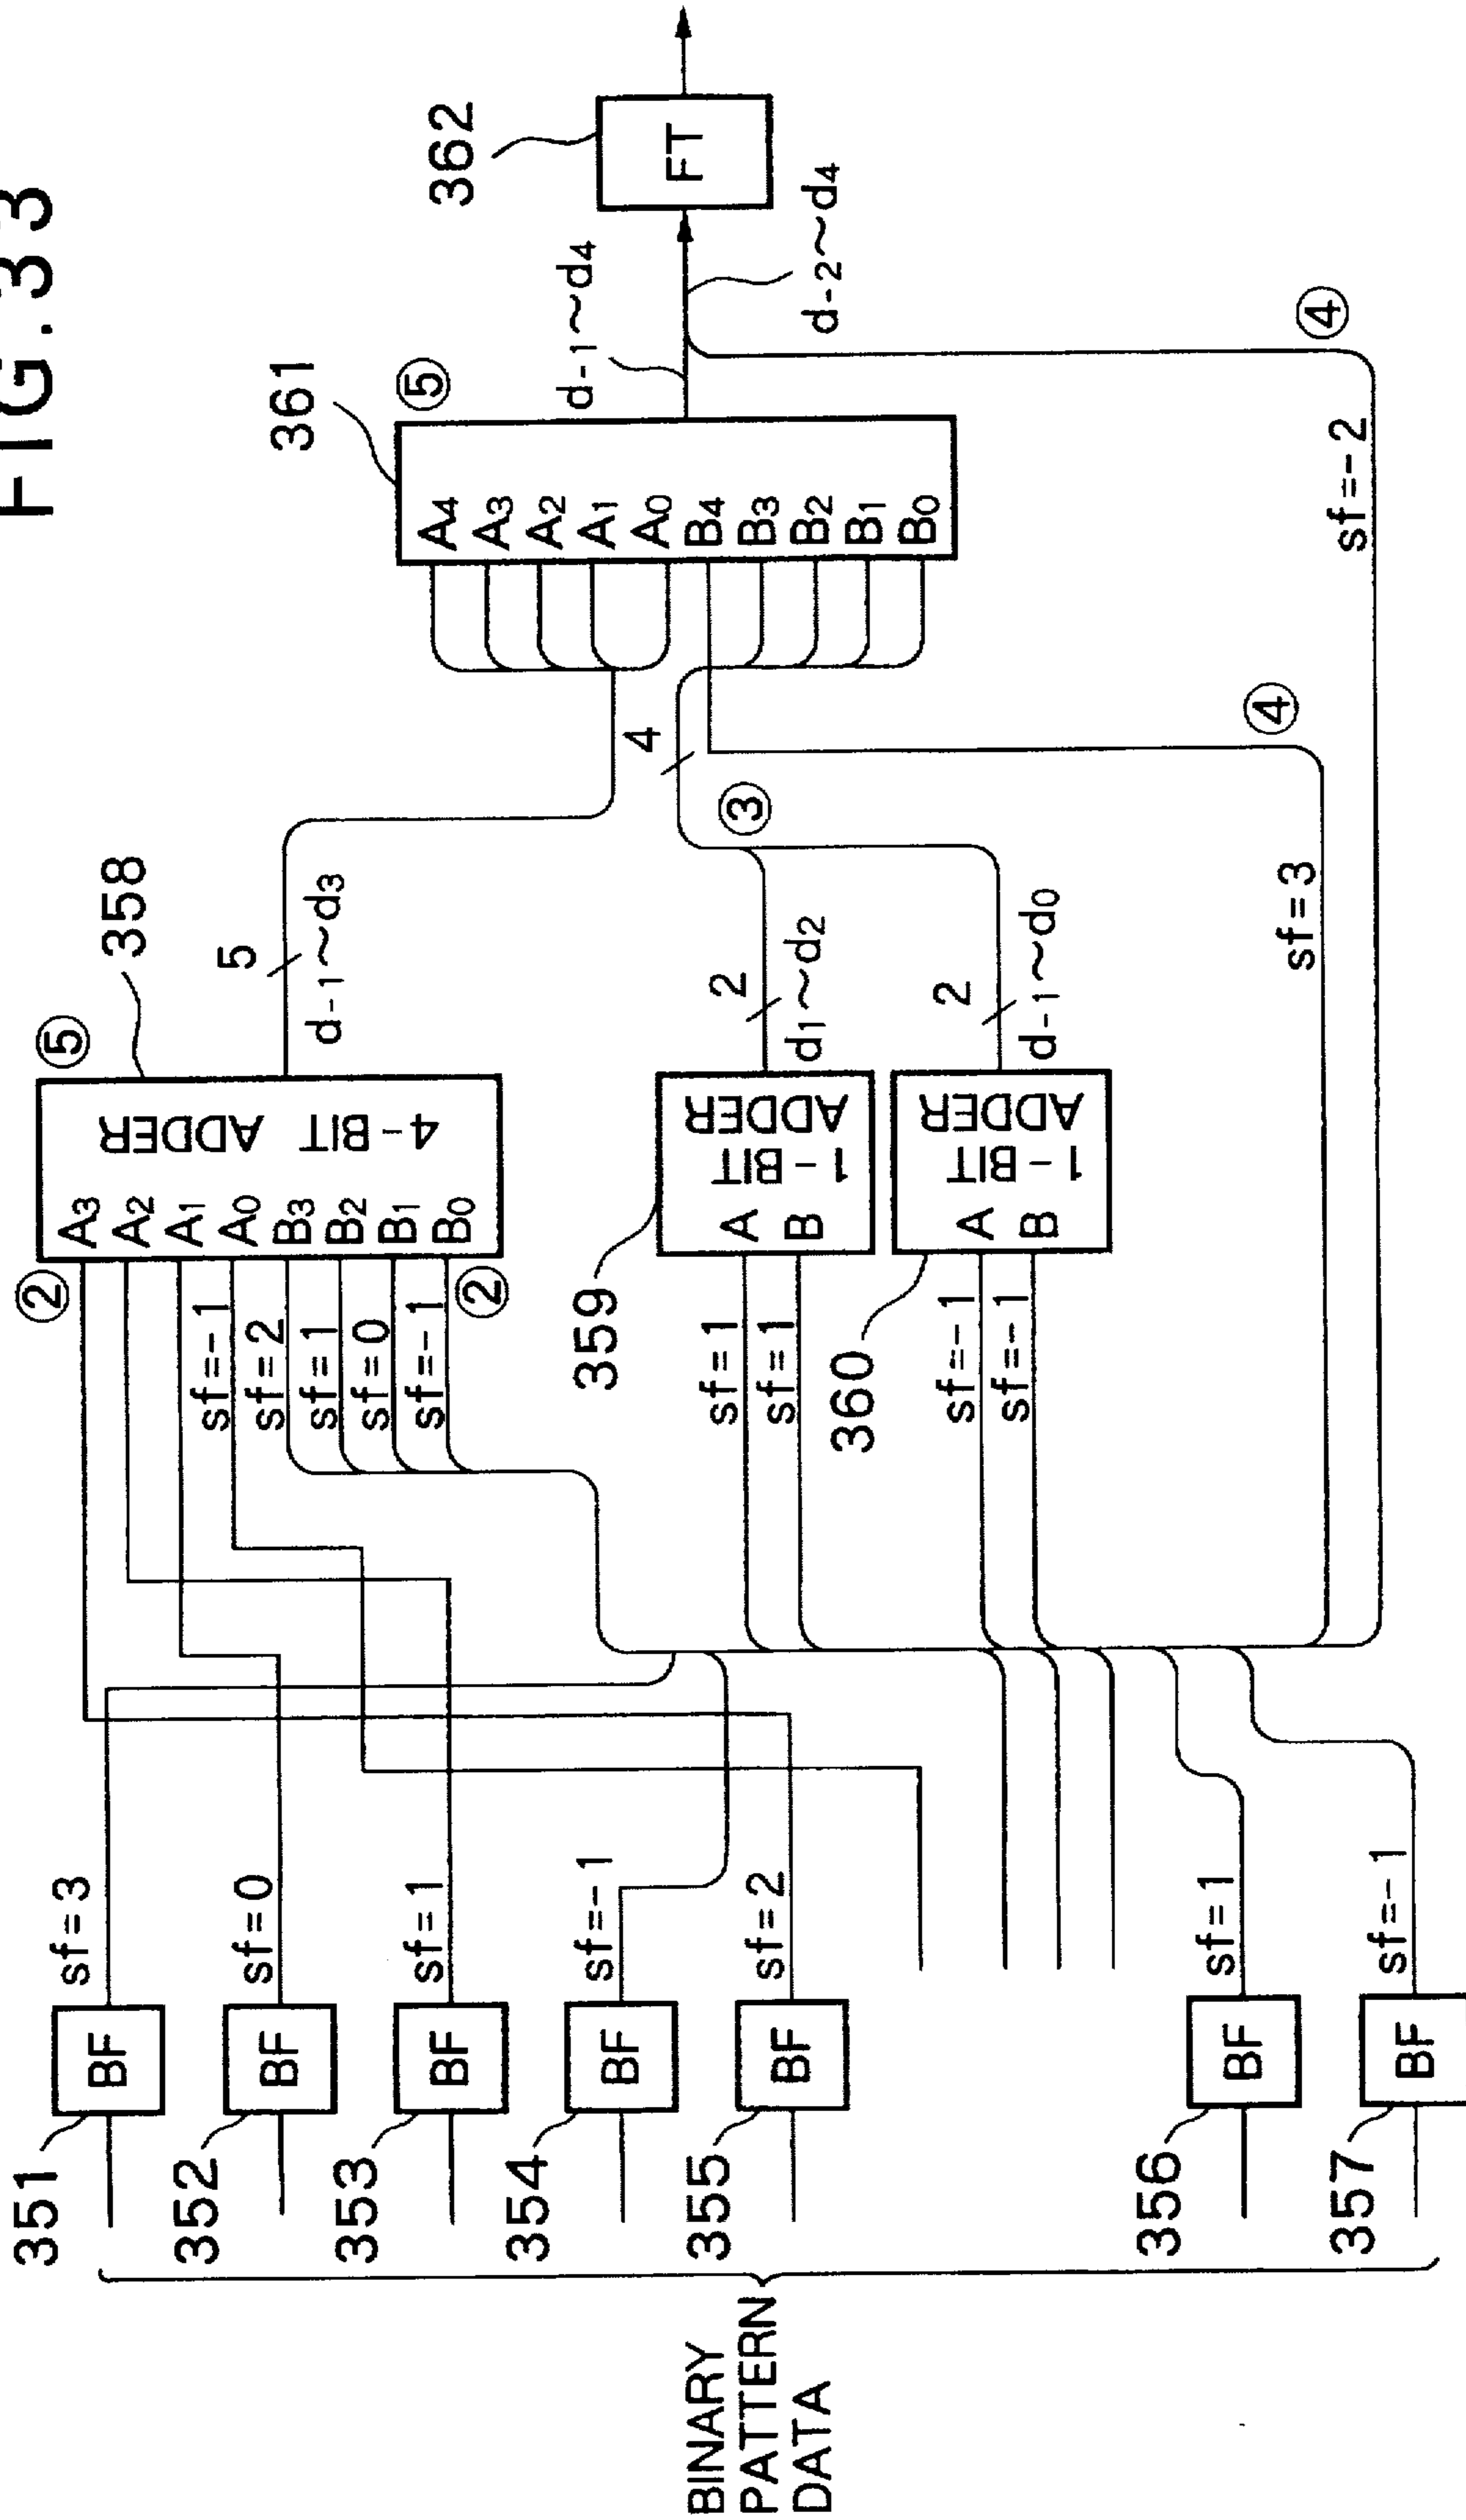 FIG.33
351
BF
sf=3
352
BF
sf=0
353
BF
sf=1
354
BF
sf=-1
355
BF
sf=2
356
BF
sf=1
357
BF
sf=-1
BINARY
PATTERN
DATA
②
⑤
358
A3
A2
A1
A0
B3
B2
B1
B0
4-BIT ADDER
sf=-1
sf=2
sf=1
sf=0
sf=-1
②
5
d-1~d3
359
sf=1
sf=1
A
B
1-BIT
ADDER
2
d1~d2
360
sf=-1
sf=-1
A
B
1-BIT
ADDER
2
d-1~d0
③
4
sf=3
④
361
⑤
A4
A3
A2
A1
A0
B4
B3
B2
B1
B0
d-1~d4
sf=-2
④
d-2~d4
362
FT